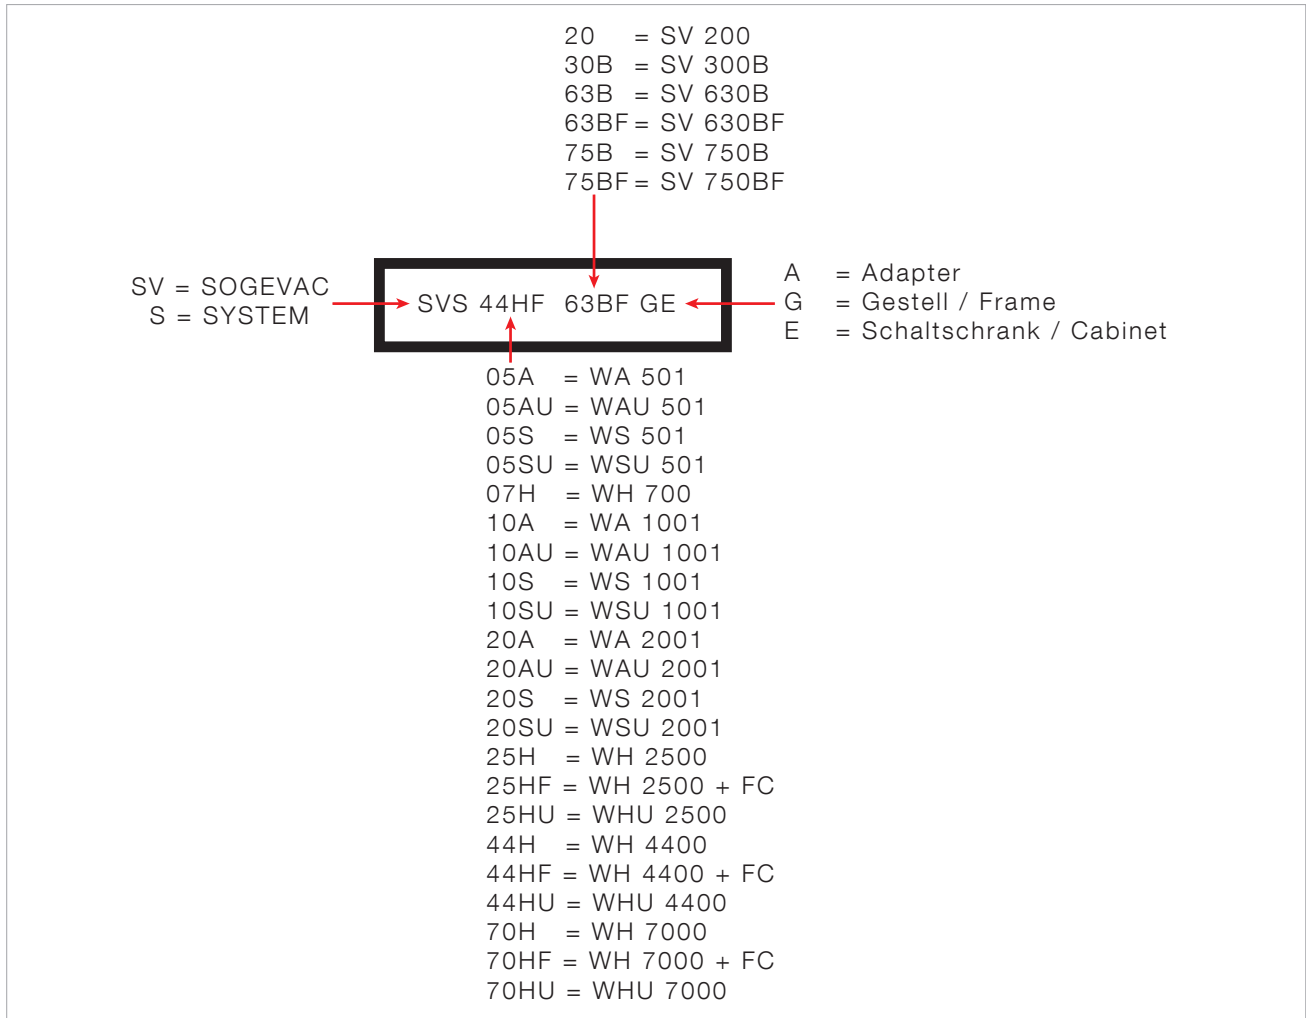 20 = SV 200
30B = SV 300B
63B = SV 630B
63BF = SV 630BF
75B = SV 750B
75BF = SV 750BF
SV = SOGEVAC
S = SYSTEM
SVS 44HF 63BF GE
A = Adapter
G = Gestell / Frame
E = Schaltschrank / Cabinet
05A = WA 501
05AU = WAU 501
05S = WS 501
05SU = WSU 501
07H = WH 700
10A = WA 1001
10AU = WAU 1001
10S = WS 1001
10SU = WSU 1001
20A = WA 2001
20AU = WAU 2001
20S = WS 2001
20SU = WSU 2001
25H = WH 2500
25HF = WH 2500 + FC
25HU = WHU 2500
44H = WH 4400
44HF = WH 4400 + FC
44HU = WHU 4400
70H = WH 7000
70HF = WH 7000 + FC
70HU = WHU 7000